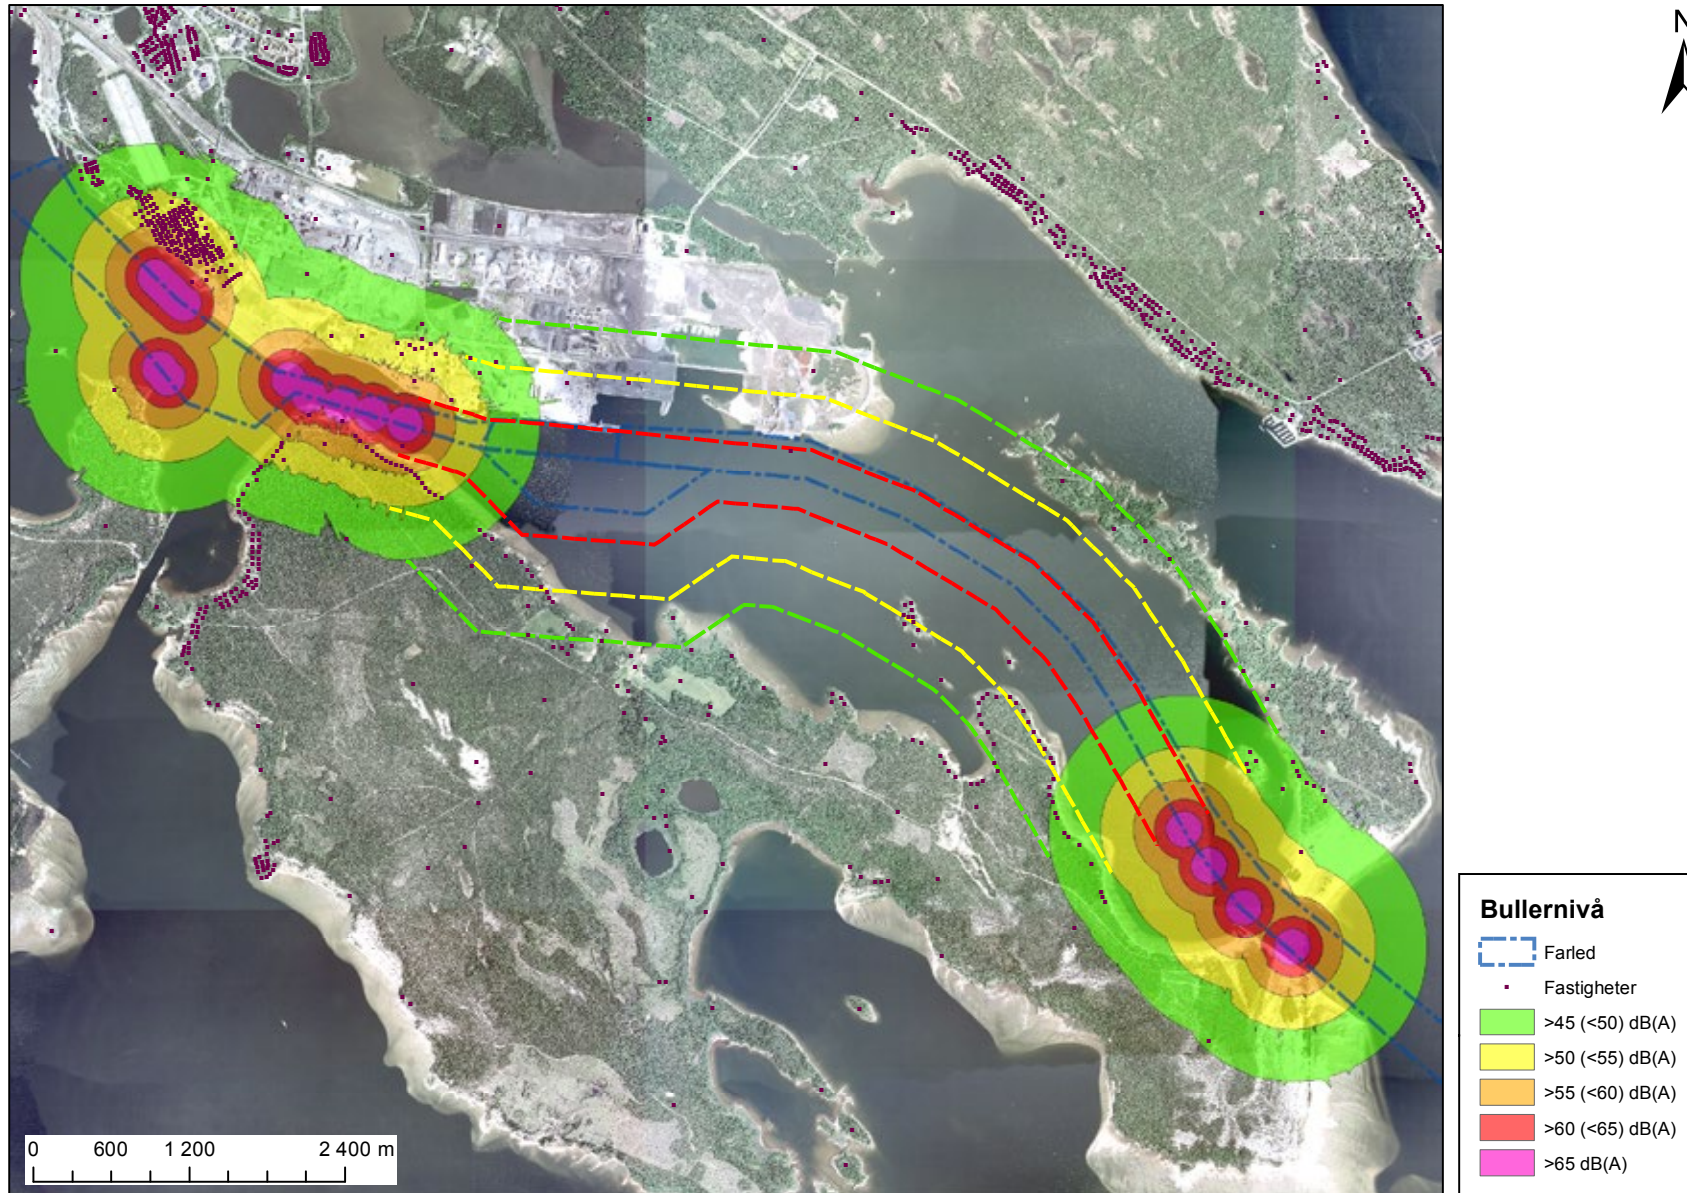 N
Bullernivå
Farled
Fastigheter
>45 (<50) dB(A)
>50 (<55) dB(A)
>55 (<60) dB(A)
>60 (<65) dB(A)
>65 dB(A)
0 600 1 200 2 400 m